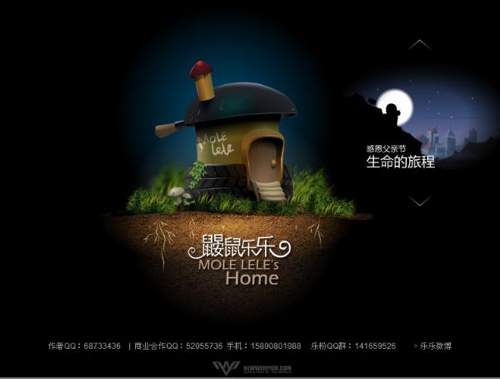 Mole
lele
感恩父亲节
生命的旅程
鼹鼠乐乐
MOLE LELE's
Home
作者QQ：68733436 | 商业合作QQ：52055736 手机：15800801988 乐粉QQ群：141659526 > 乐乐微博